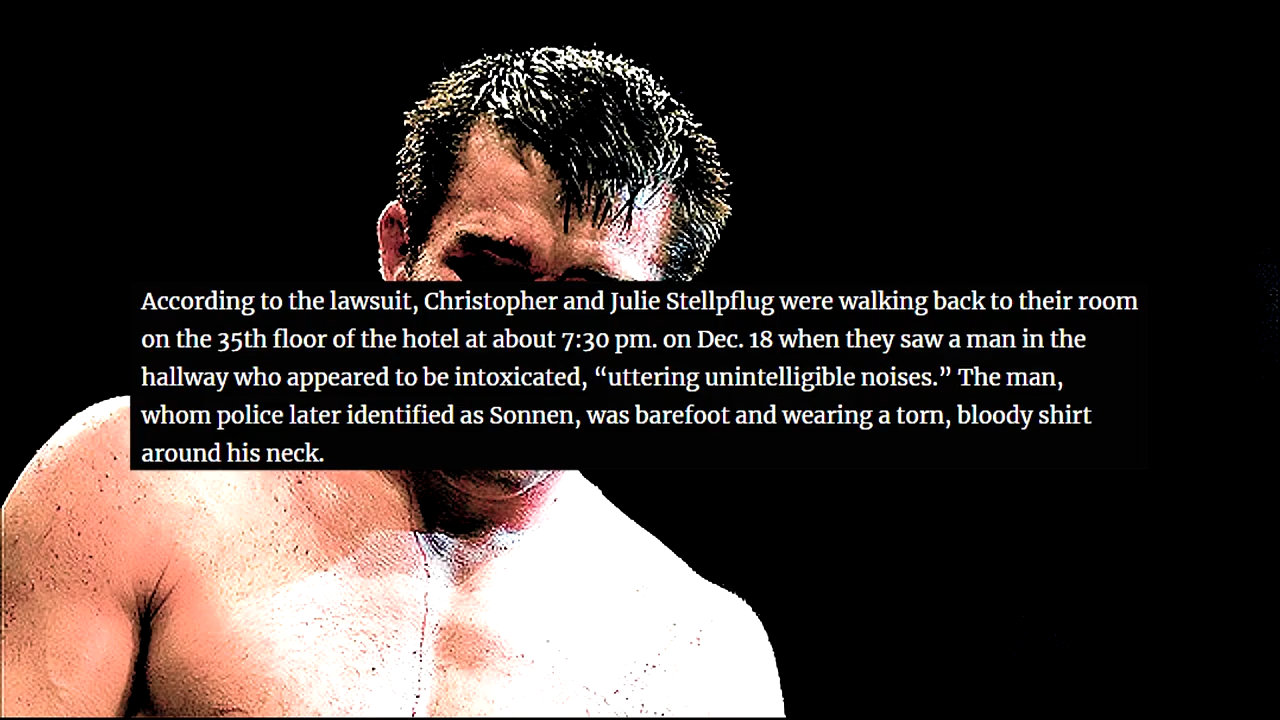 According to the lawsuit, Christopher and Julie Stellpflug were walking back to their room
on the 35th floor of the hotel at about 7:30 pm. on Dec. 18 when they saw a man in the
hallway who appeared to be intoxicated, “uttering unintelligible noises.” The man,
whom police later identified as Sonnen, was barefoot and wearing a torn, bloody shirt
around his neck.